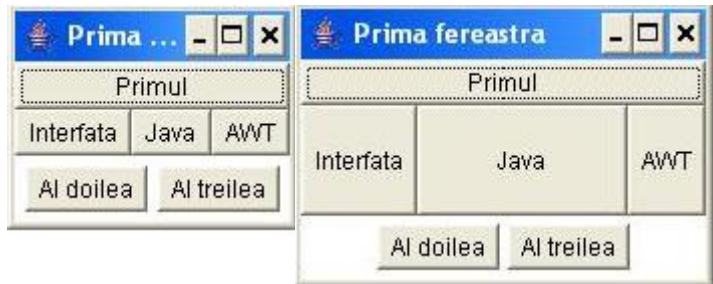 Prima ...
Primul
Interfata Java AWT
Al doilea Al treilea
Prima fereastra
Primul
Interfata Java AWT
Al doilea Al treilea